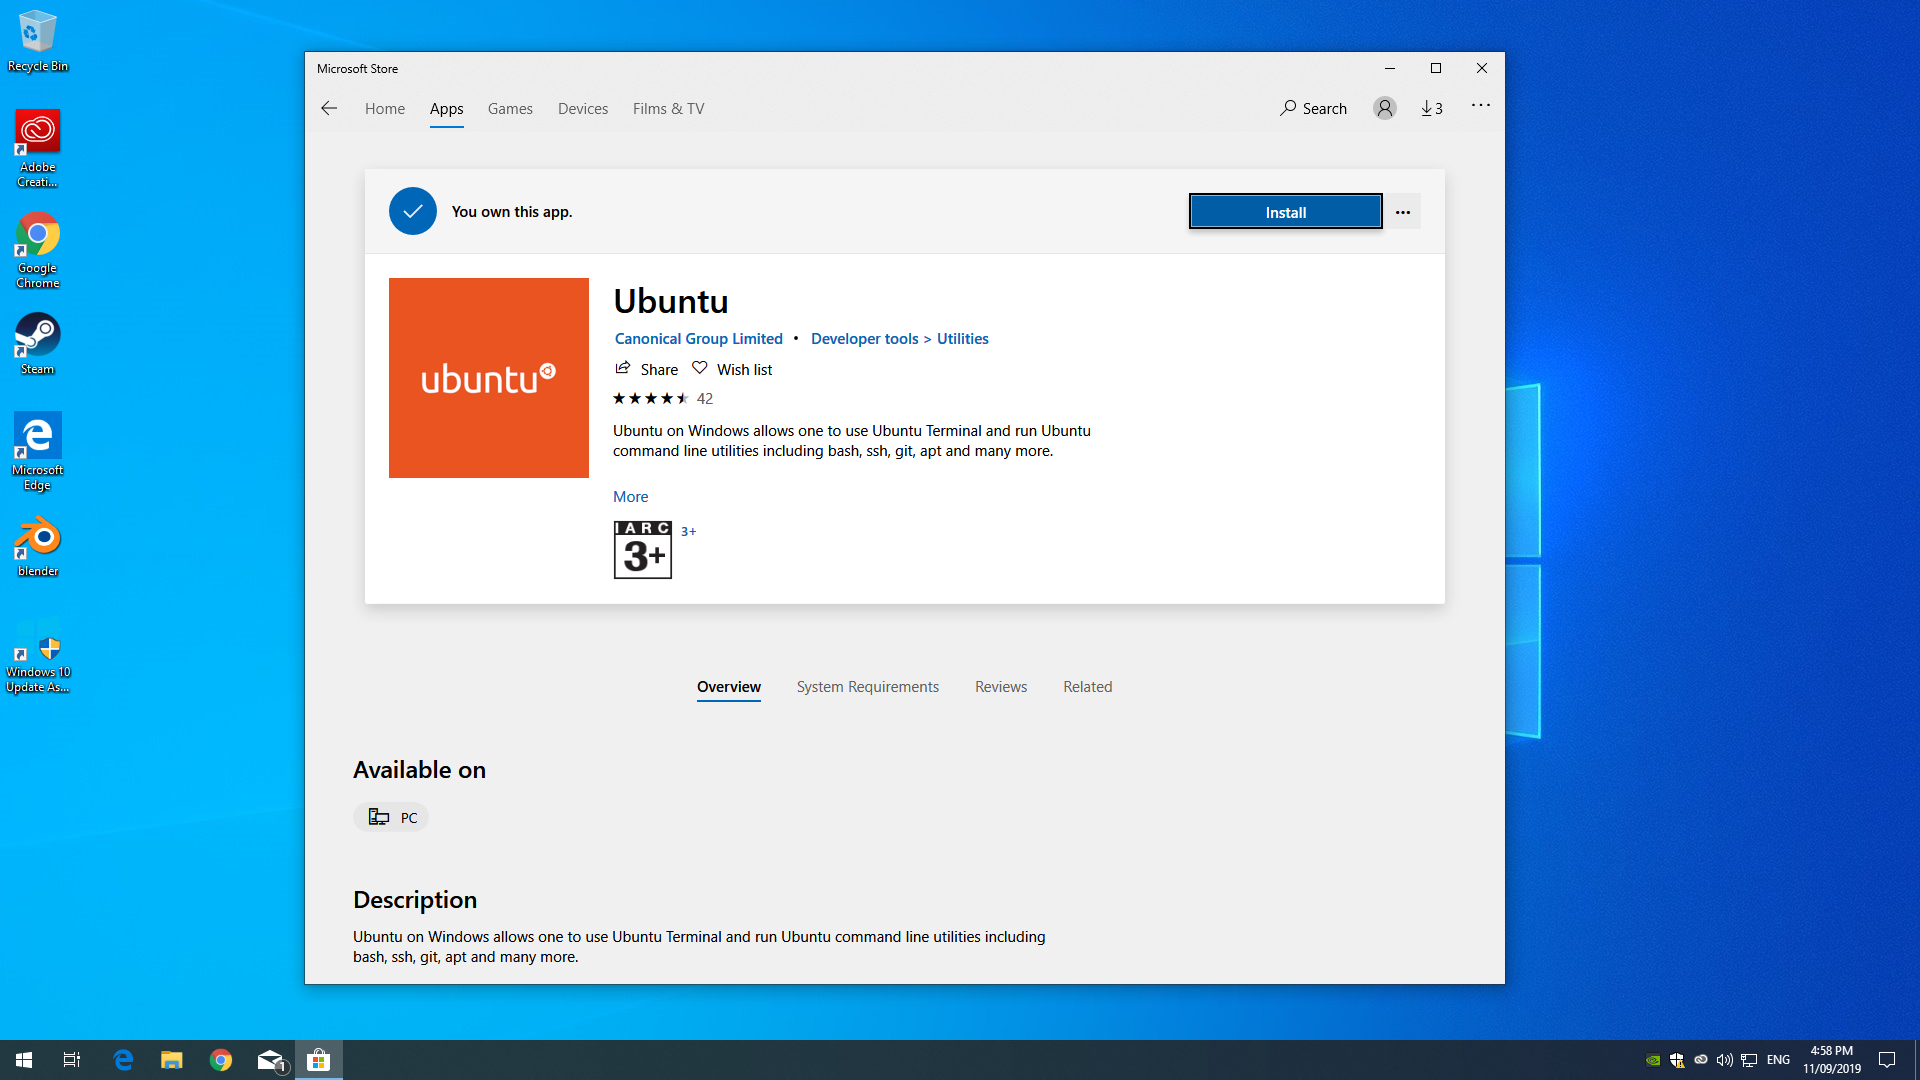 Recycle Bin
Adobe
Creati...
Google
Chrome
Steam
Microsoft
Edge
blender
Windows 10
Update As...
Microsoft Store
Home
Apps
Games
Devices
Films & TV
Search
3
You own this app.
Install
ubuntu
Ubuntu
Canonical Group Limited • Developer tools > Utilities
Share
Wish list
42
Ubuntu on Windows allows one to use Ubuntu Terminal and run Ubuntu
command line utilities including bash, ssh, git, apt and many more.
More
IARC
3+
3+
Overview
System Requirements
Reviews
Related
Available on
PC
Description
Ubuntu on Windows allows one to use Ubuntu Terminal and run Ubuntu command line utilities including
bash, ssh, git, apt and many more.
1
ENG
4:58 PM
11/09/2019